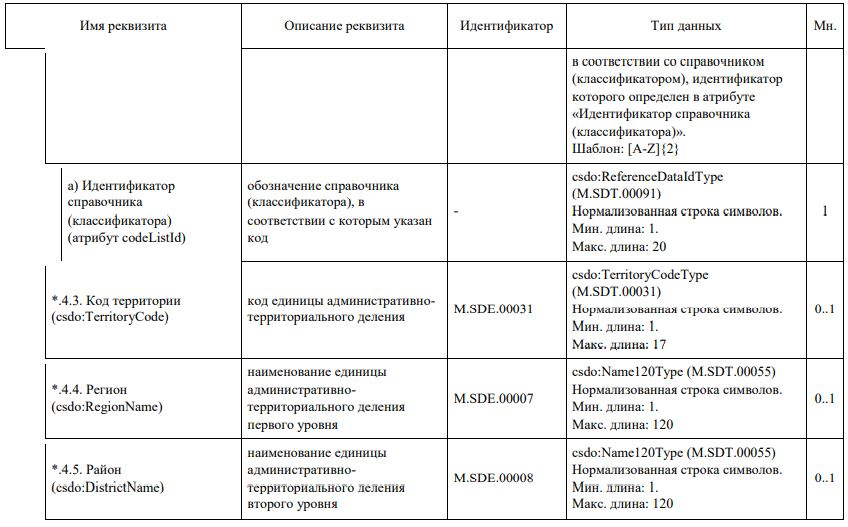 Имя реквизита Описание реквизита Идентификатор Тип данных Мн.
в соответствии со справочником
(классификатором), идентификатор
которого определен в атрибуте
«Идентификатор справочника
(классификатора)».
Шаблон: [A-Z]{2}
а) Идентификатор
справочника
(классификатора)
(атрибут codeListId)
обозначение справочника
(классификатора), в
соответствии с которым указан
код
-
csdo:ReferenceDataIdType
(M.SDT.00091)
Нормализованная строка символов.
Мин. длина: 1.
Макс. длина: 20
1
*.4.3. Код территории
(csdo:TerritoryCode)
код единицы административно-
территориального деления
M.SDE.00031
csdo:TerritoryCodeType
(M.SDT.00031)
Нормализованная строка символов.
Мин. длина: 1.
Макс. длина: 17
0..1
*.4.4. Регион
(csdo:RegionName)
наименование единицы
административно-
территориального деления
первого уровня
M.SDE.00007
csdo:Name120Type (M.SDT.00055)
Нормализованная строка символов.
Мин. длина: 1.
Макс. длина: 120
0..1
*.4.5. Район
(csdo:DistrictName)
наименование единицы
административно-
территориального деления
второго уровня
M.SDE.00008
csdo:Name120Type (M.SDT.00055)
Нормализованная строка символов.
Мин. длина: 1.
Макс. длина: 120
0..1